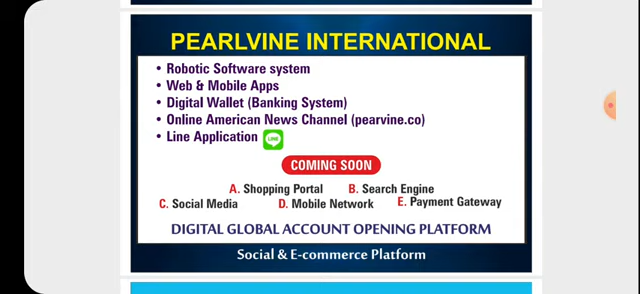 PEARLVINE INTERNATIONAL
• Robotic Software system
• Web & Mobile Apps
• Digital Wallet (Banking System)
• Online American News Channel (pearvine.co)
• Line Application LINE
COMING SOON
A. Shopping Portal B. Search Engine
C. Social Media D. Mobile Network E. Payment Gateway
DIGITAL GLOBAL ACCOUNT OPENING PLATFORM
Social & E-commerce Platform